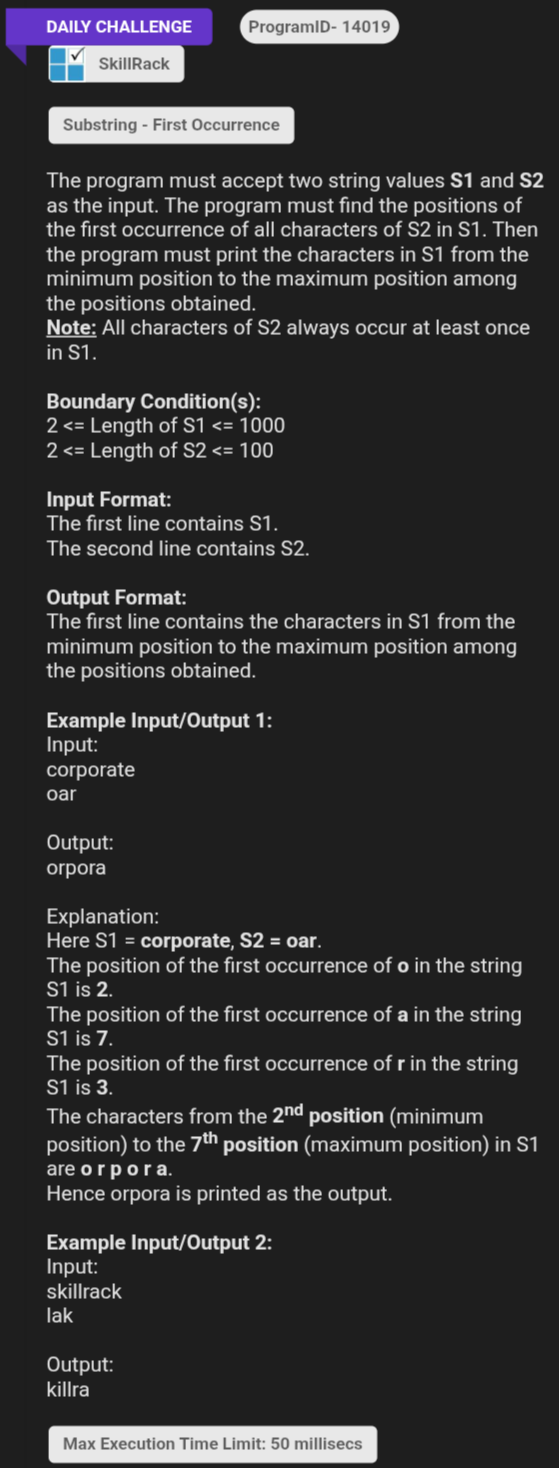 DAILY CHALLENGE
ProgramID- 14019
SkillRack
Substring - First Occurrence
The program must accept two string values S1 and S2
as the input. The program must find the positions of
the first occurrence of all characters of S2 in S1. Then
the program must print the characters in S1 from the
minimum position to the maximum position among
the positions obtained.
Note: All characters of S2 always occur at least once
in S1.
Boundary Condition(s):
2 <= Length of S1 <= 1000
2 <= Length of S2 <= 100
Input Format:
The first line contains S1.
The second line contains S2.
Output Format:
The first line contains the characters in S1 from the
minimum position to the maximum position among
the positions obtained.
Example Input/Output 1:
Input:
corporate
oar
Output:
orpora
Explanation:
Here S1 = corporate, S2 = oar.
The position of the first occurrence of o in the string
S1 is 2.
The position of the first occurrence of a in the string
S1 is 7.
The position of the first occurrence of r in the string
S1 is 3.
The characters from the 2nd position (minimum
position) to the 7th position (maximum position) in S1
are o r p o r a.
Hence orpora is printed as the output.
Example Input/Output 2:
Input:
skillrack
lak
Output:
killra
Max Execution Time Limit: 50 millisecs